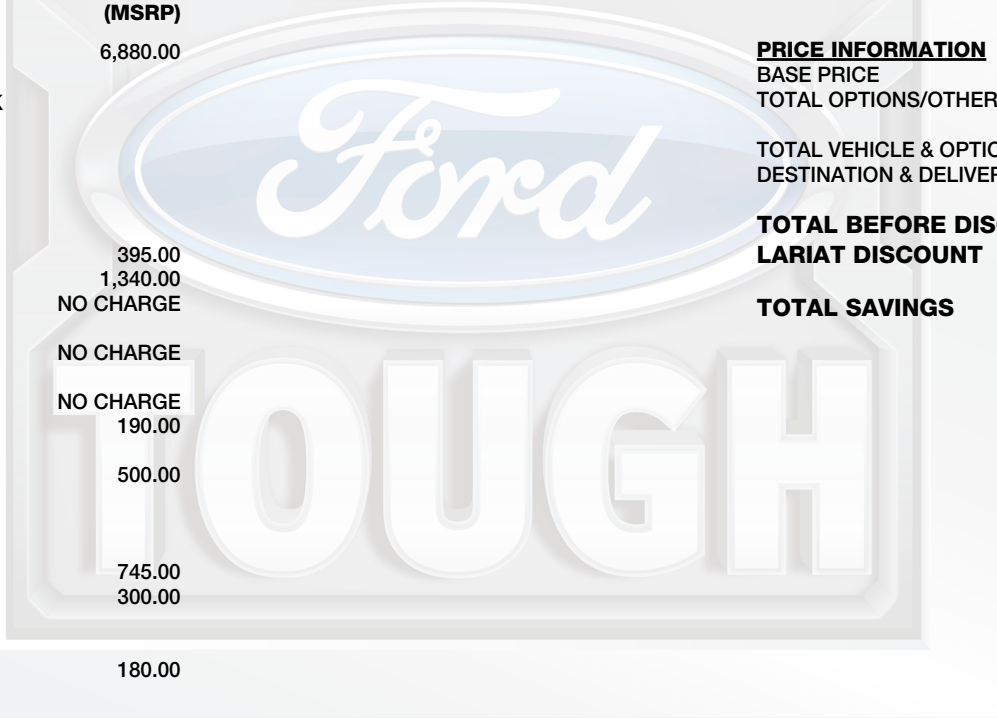 (MSRP)
6,880.00
K
395.00
1,340.00
NO CHARGE
NO CHARGE
NO CHARGE
190.00
500.00
745.00
300.00
180.00
PRICE INFORMATION
BASE PRICE
TOTAL OPTIONS/OTHER
TOTAL VEHICLE & OPTIO
DESTINATION & DELIVER
TOTAL BEFORE DISC
LARIAT DISCOUNT
TOTAL SAVINGS
Ford
TOUGH